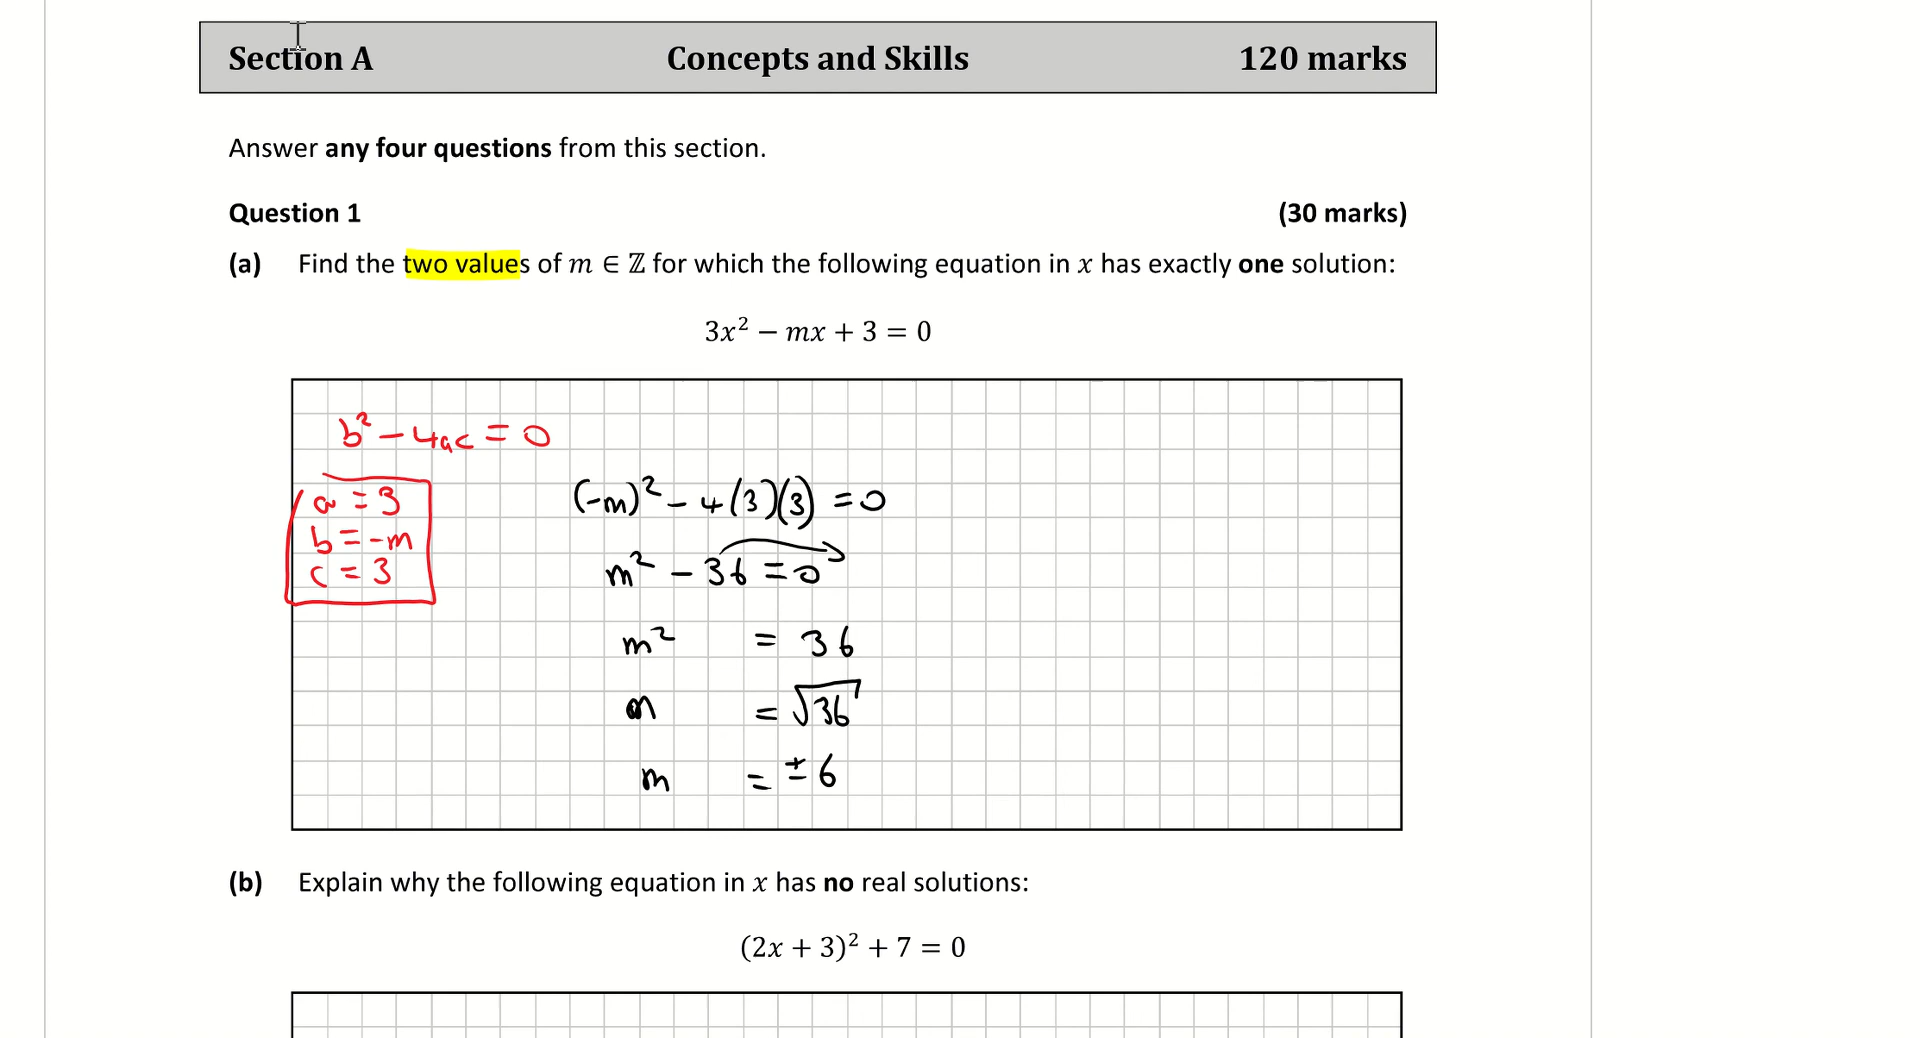 Section A Concepts and Skills 120 marks
Answer any four questions from this section.
Question 1 (30 marks)
(a) Find the two values of m ∈ ℤ for which the following equation in x has exactly one solution:
3x² − mx + 3 = 0
b² − 4ac = 0
a = 3
b = −m
c = 3
(−m)² − 4(3)(3) = 0
m² − 36 = 0
m² = 36
m = √36
m = ±6
(b) Explain why the following equation in x has no real solutions:
(2x + 3)² + 7 = 0